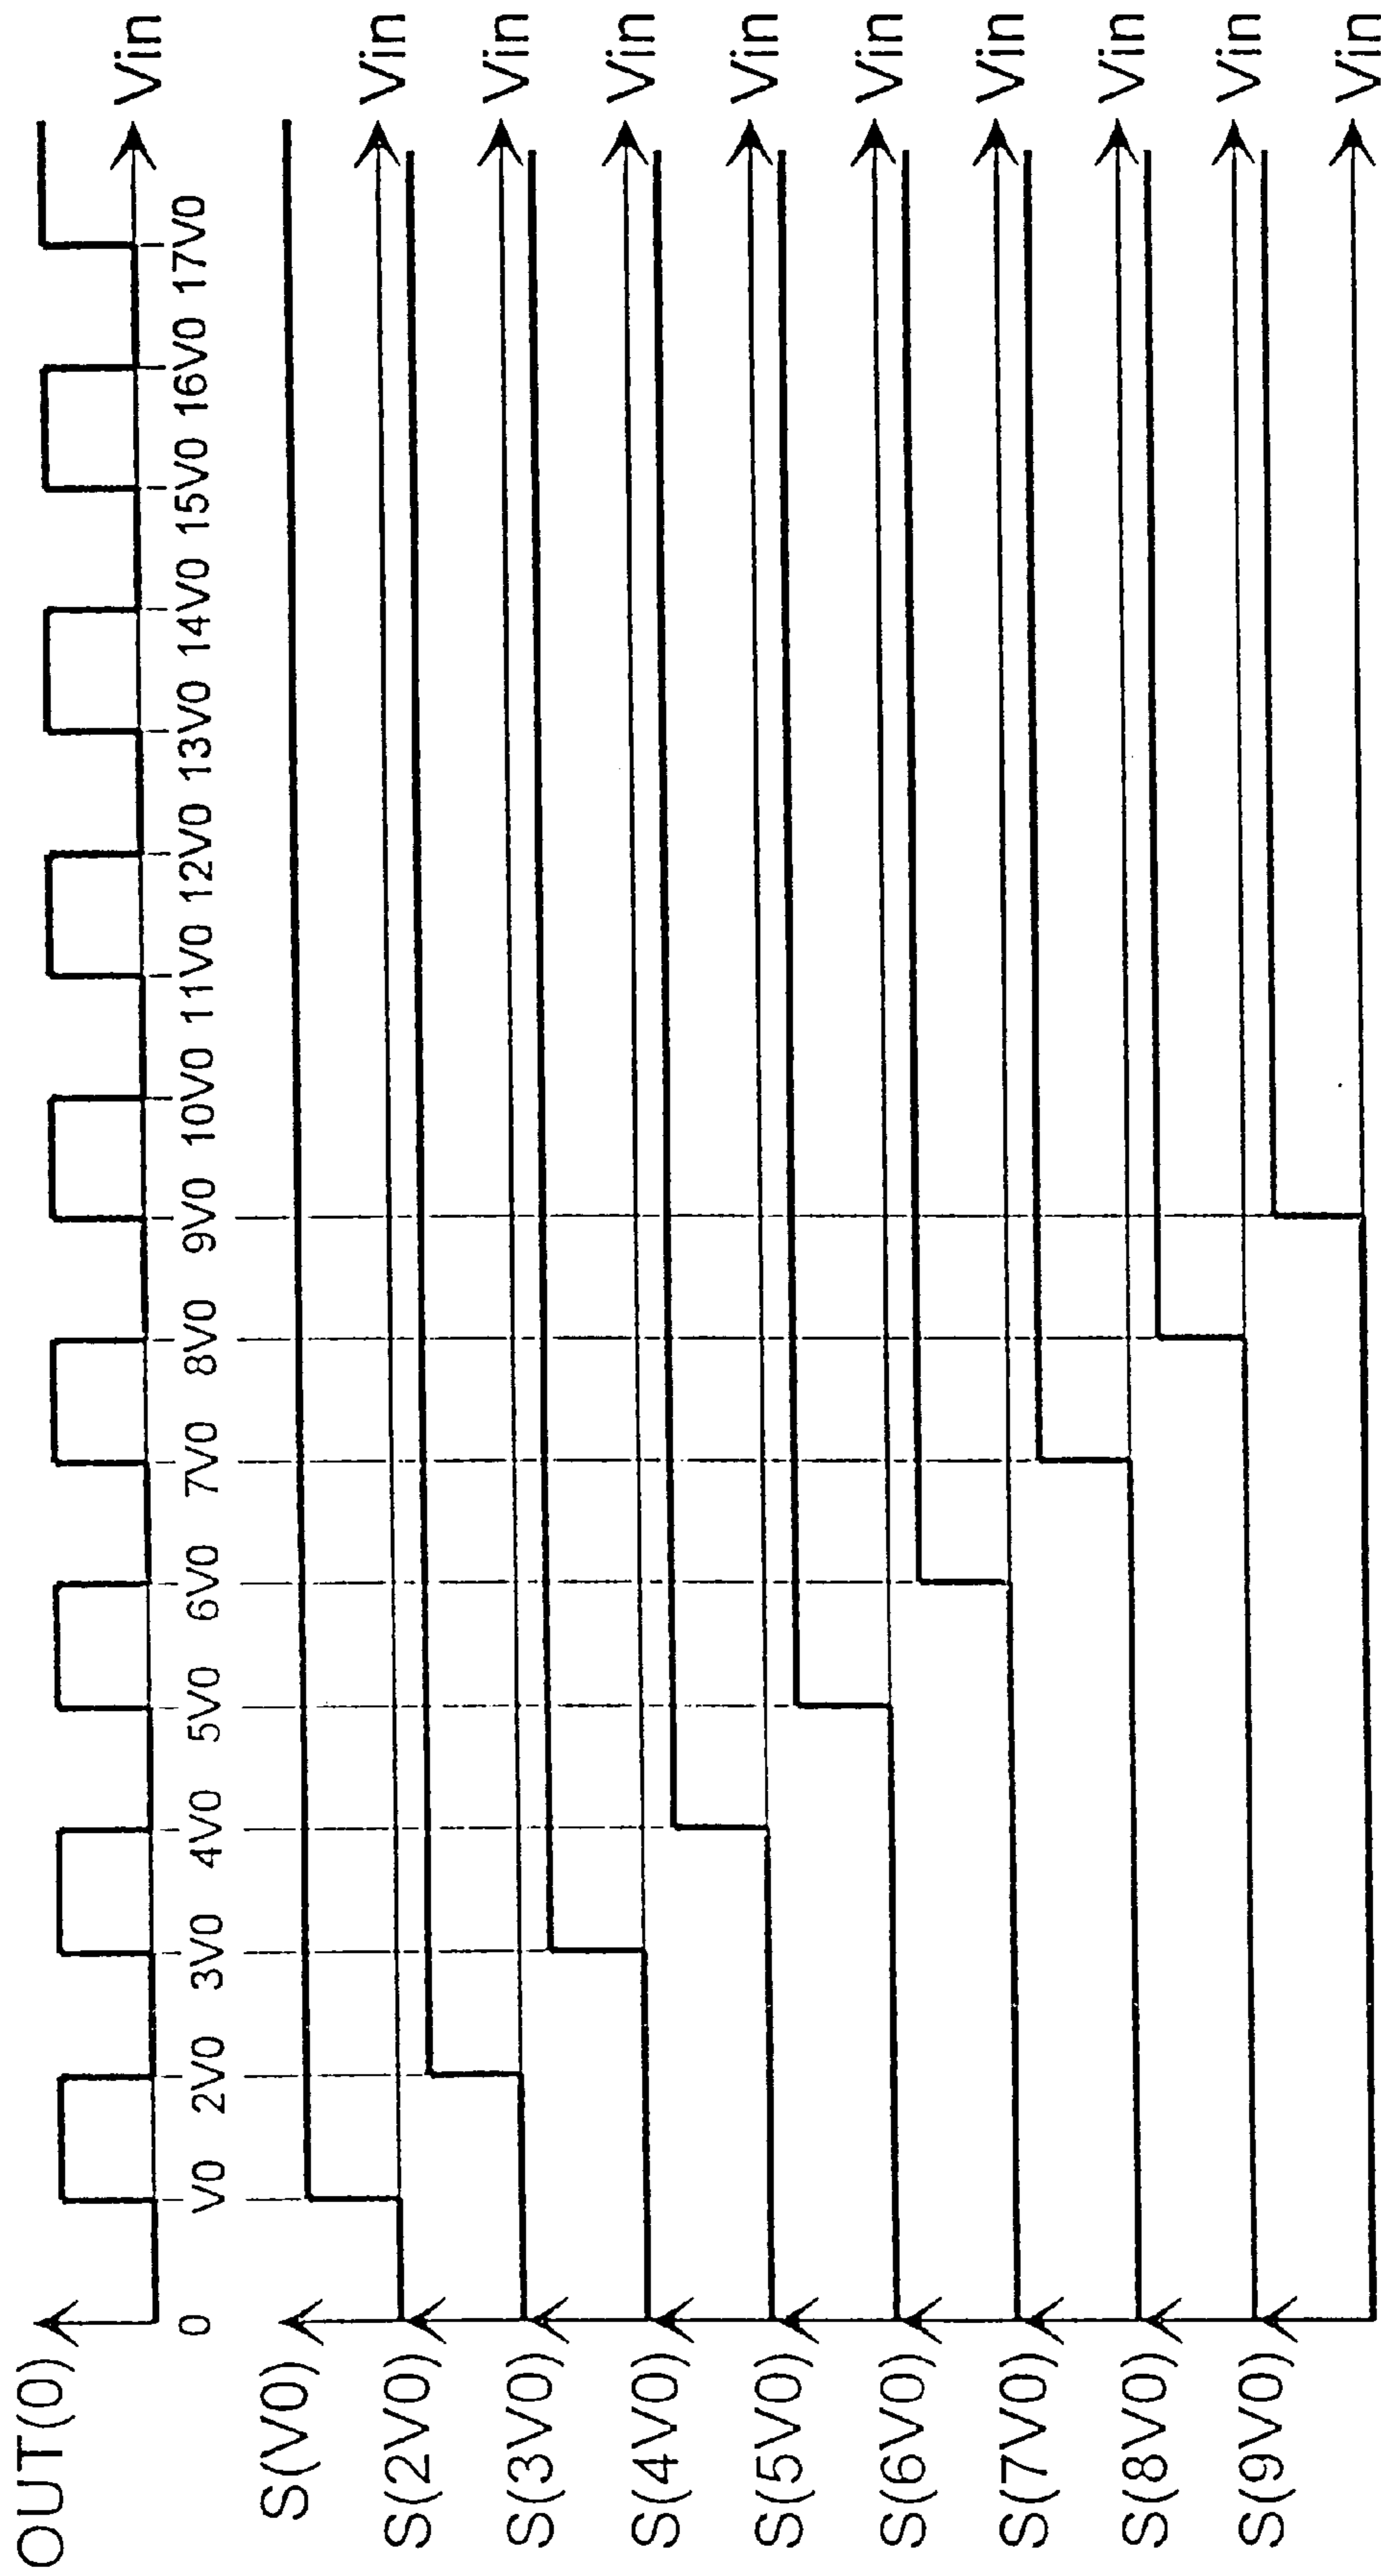 OUT(0)
Vin
0 V0 2V0 3V0 4V0 5V0 6V0 7V0 8V0 9V0 10V0 11V0 12V0 13V0 14V0 15V0 16V0 17V0
S(V0)
Vin
S(2V0)
Vin
S(3V0)
Vin
S(4V0)
Vin
S(5V0)
Vin
S(6V0)
Vin
S(7V0)
Vin
S(8V0)
Vin
S(9V0)
Vin